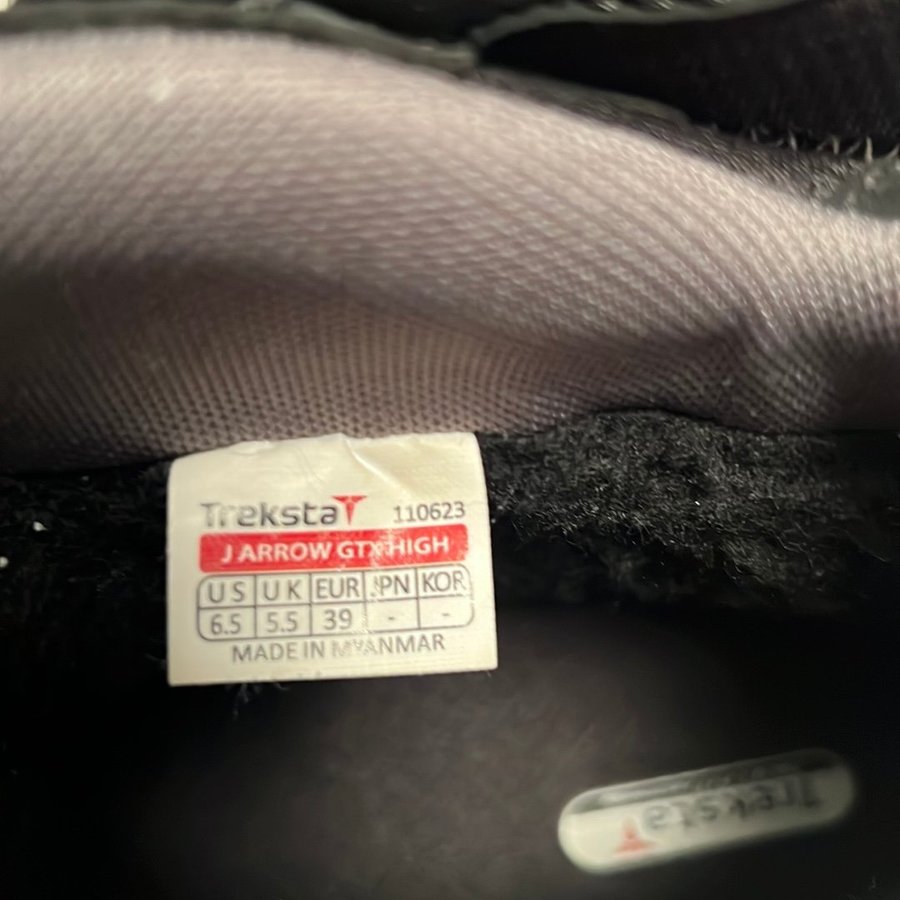 Treksta 110623
J ARROW GTX HIGH
US UK EUR JPN KOR
6.5 5.5 39 - -
MADE IN MYANMAR
Treksta